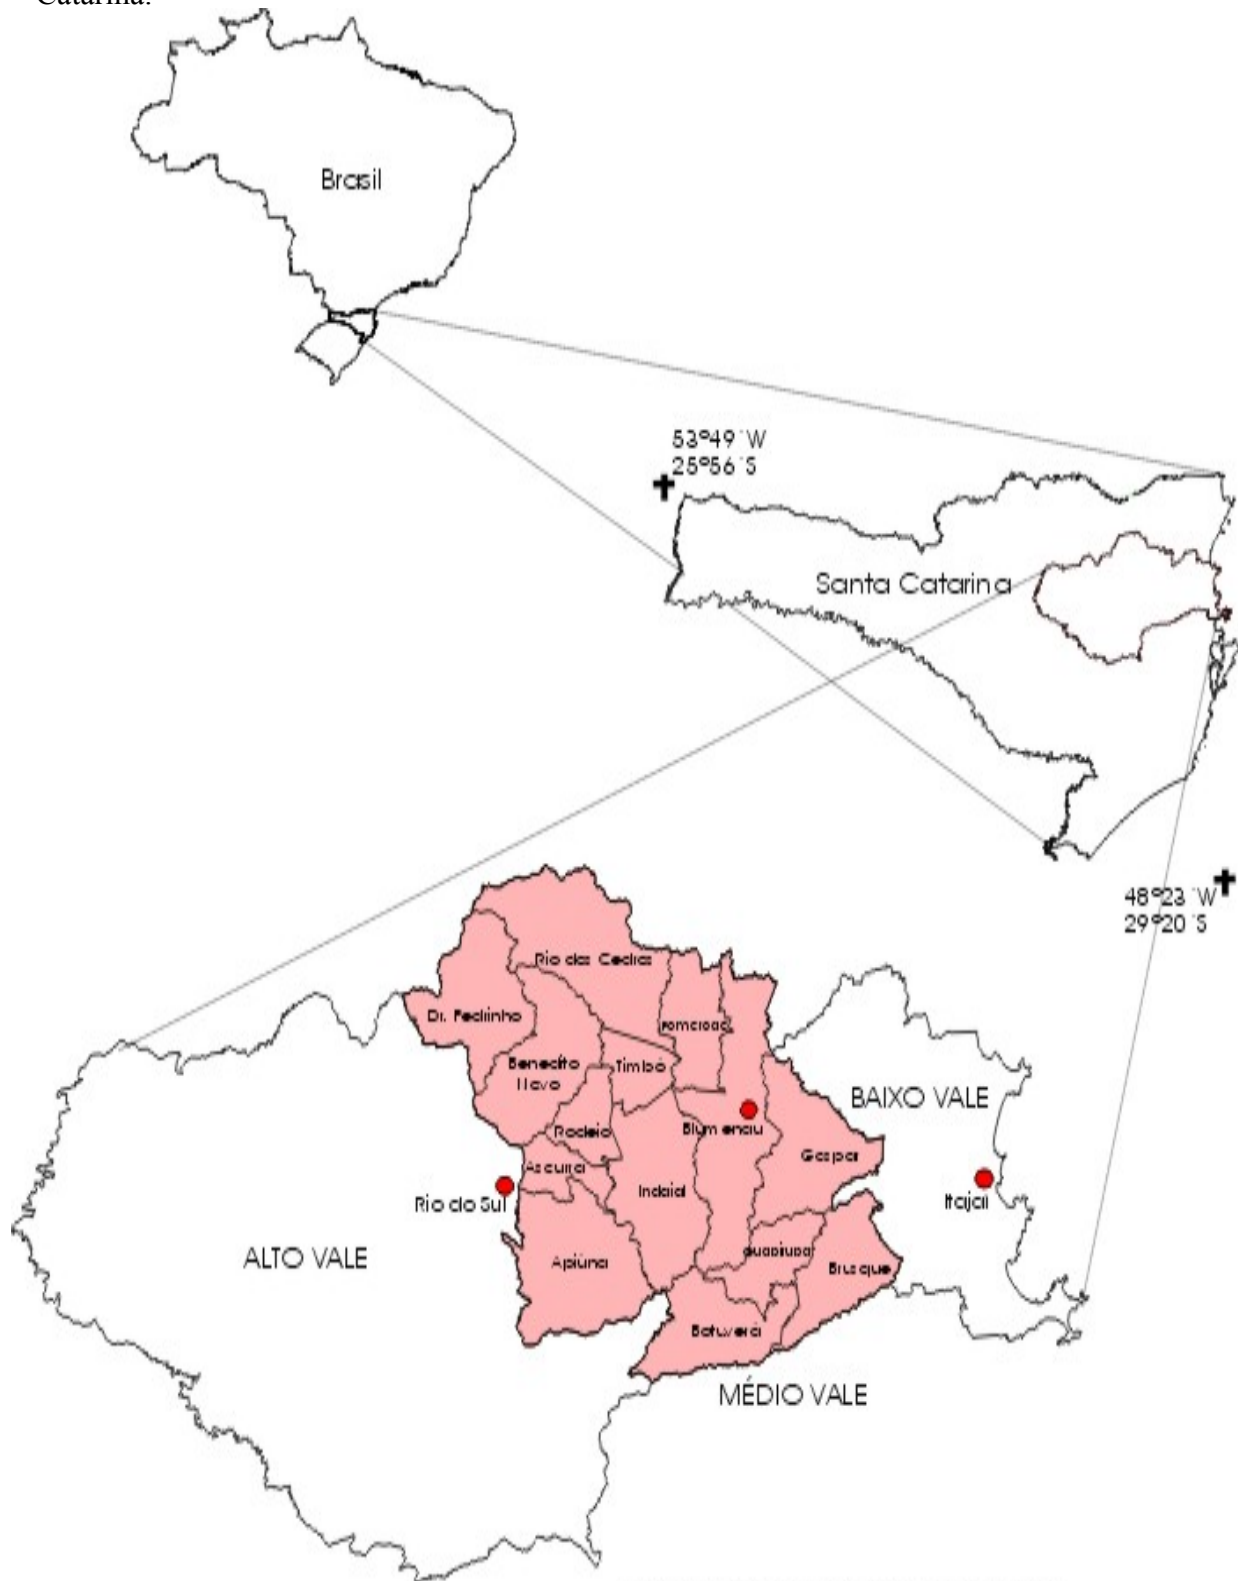 Catarina.
Brasil
53°49´W
25°56´S
Santa Catarina
48°23´W
29°20´S
Rio dos Cedros
Dr. Pedrinho
Pomerode
Benedito
Novo
Timbó
BAIXO VALE
Rodeio
Blumenau
Gaspar
Ascurra
Indaial
Rio do Sul
Itajaí
ALTO VALE
Apiúna
Guabiruba
Brusque
Botuverá
MÉDIO VALE